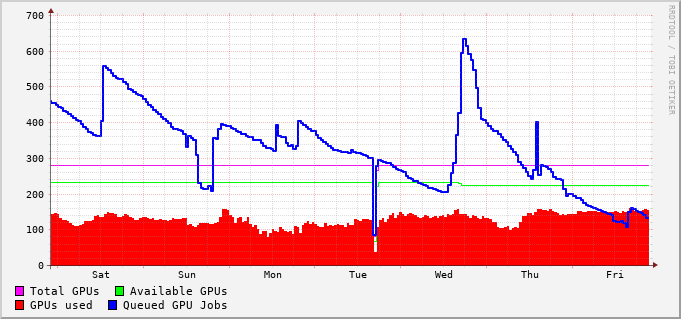 700
600
500
400
300
200
100
0
Sat Sun Mon Tue Wed Thu Fri
Total GPUs Available GPUs
GPUs used Queued GPU Jobs
RRDTOOL / TOBI OETIKER